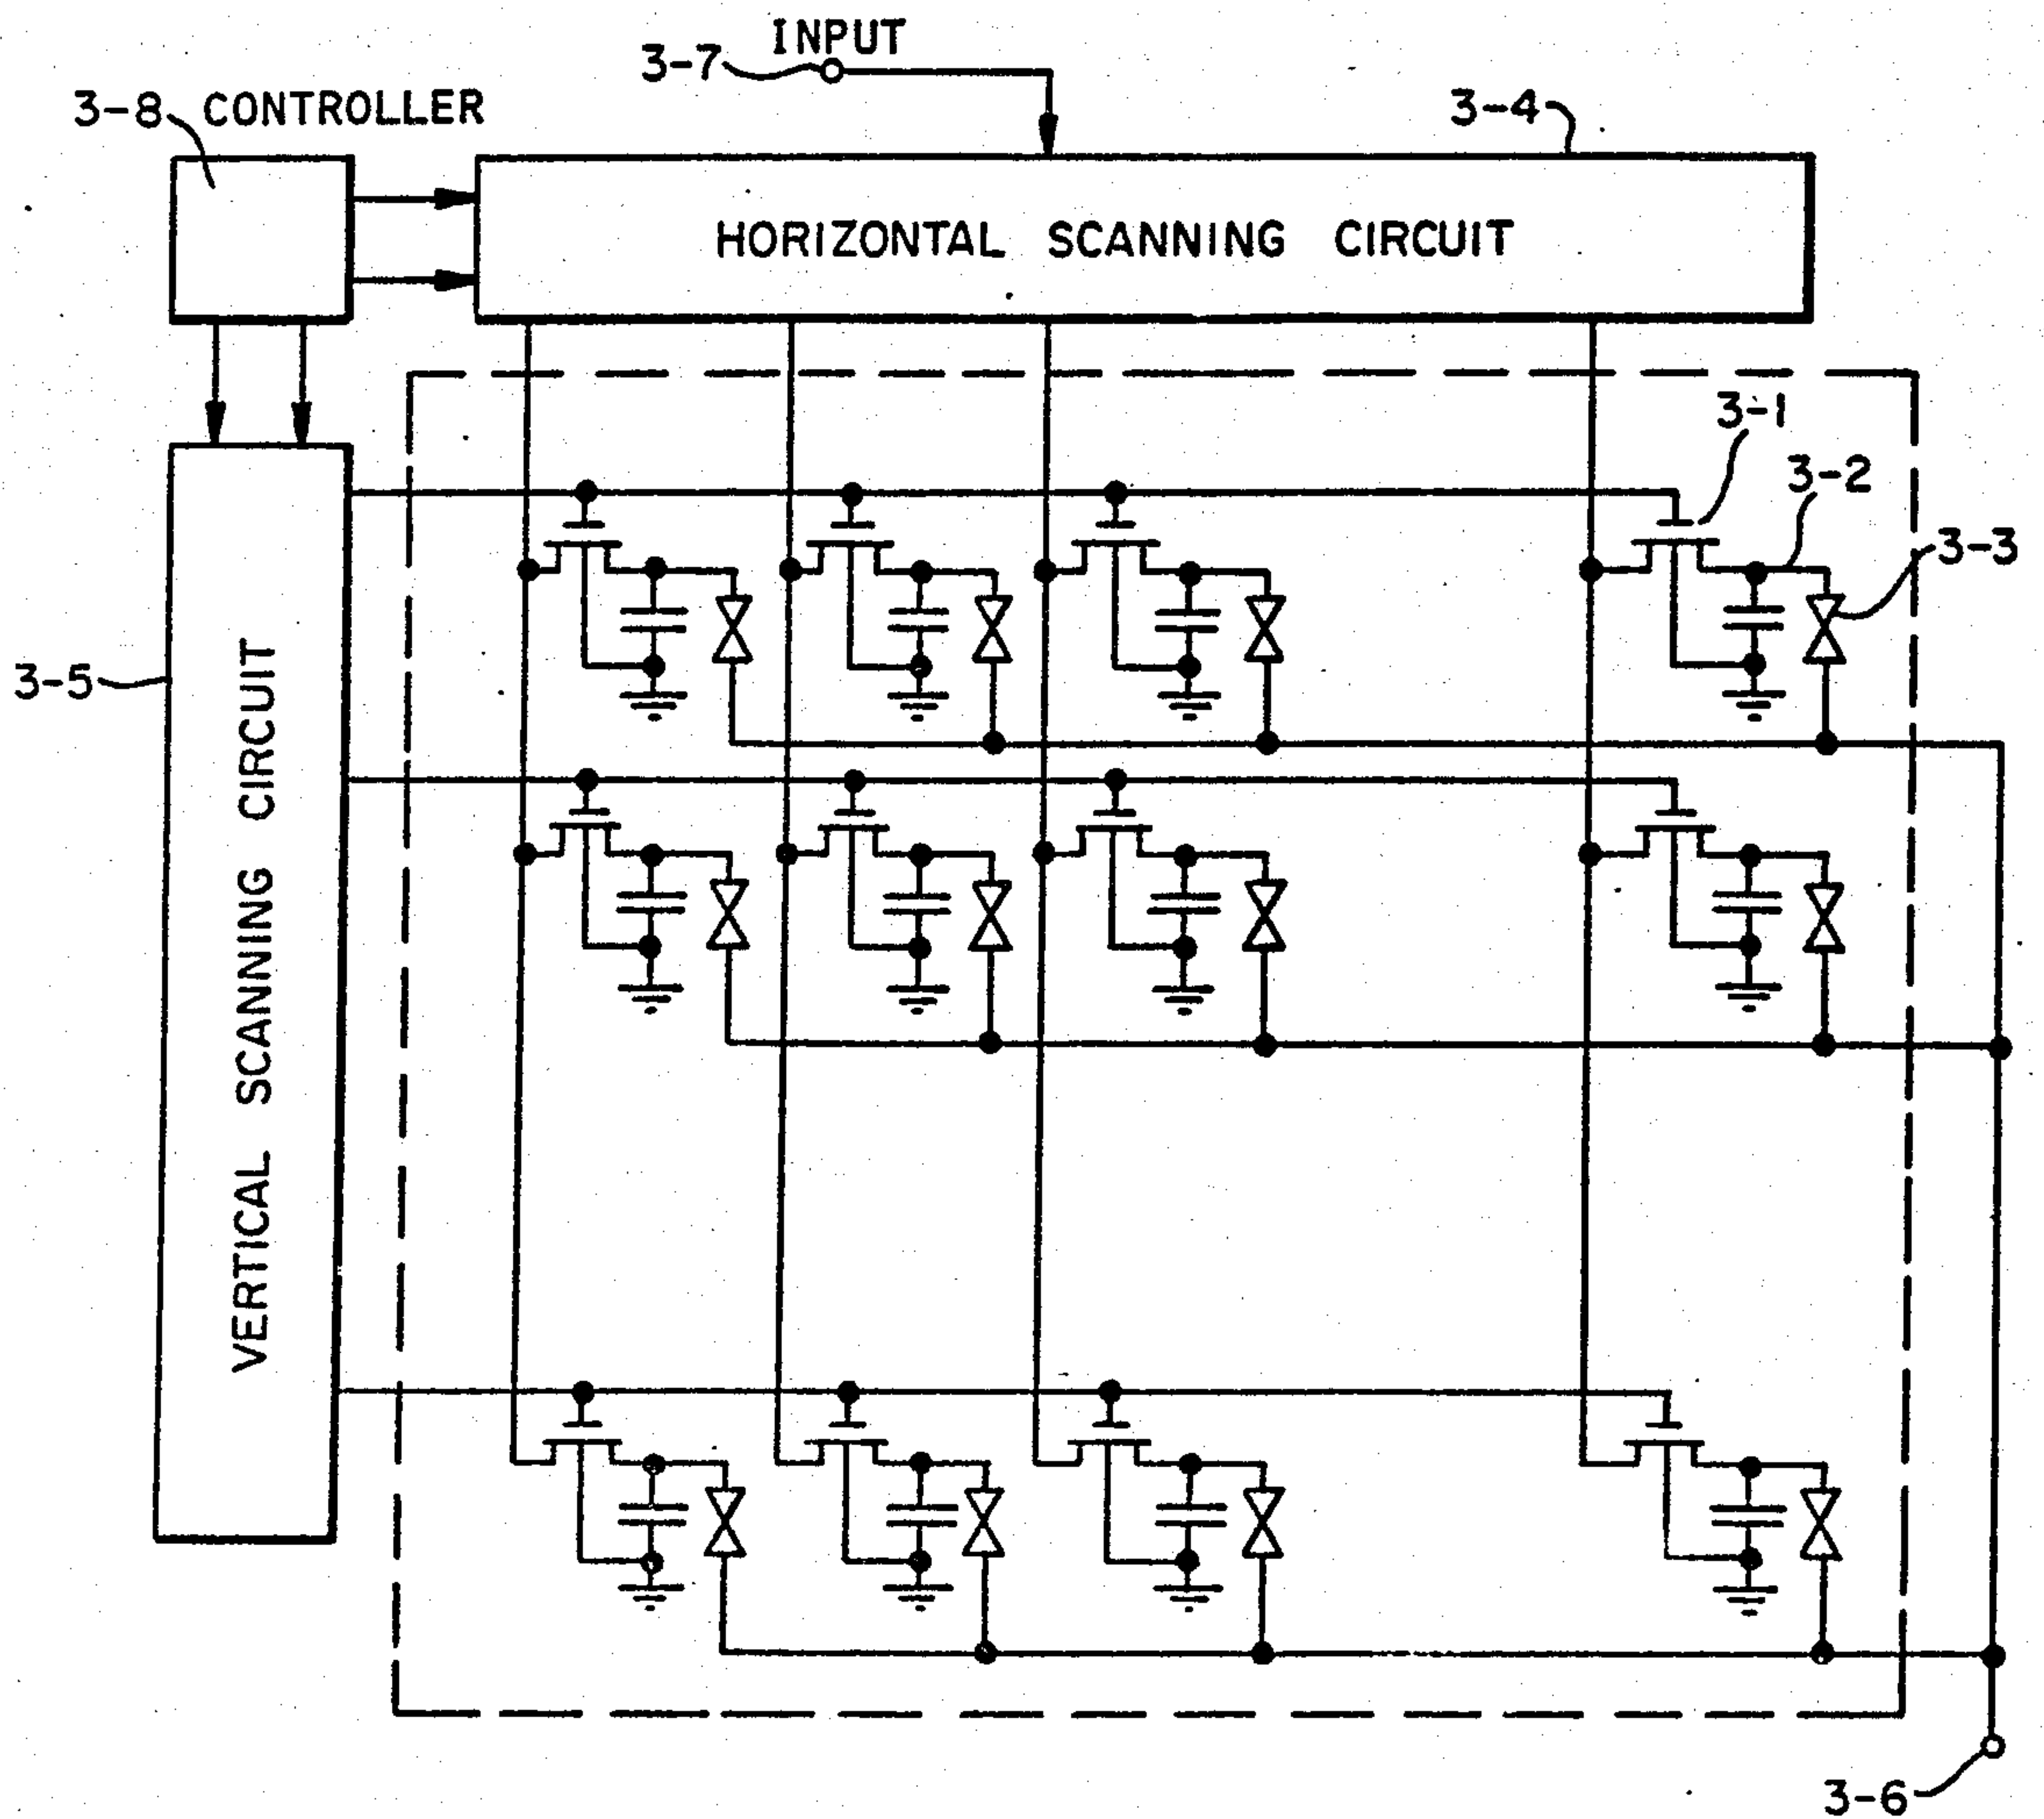 INPUT
3-7
3-8 CONTROLLER
3-4
HORIZONTAL SCANNING CIRCUIT
3-1
3-2
3-3
3-5
VERTICAL SCANNING CIRCUIT
3-6